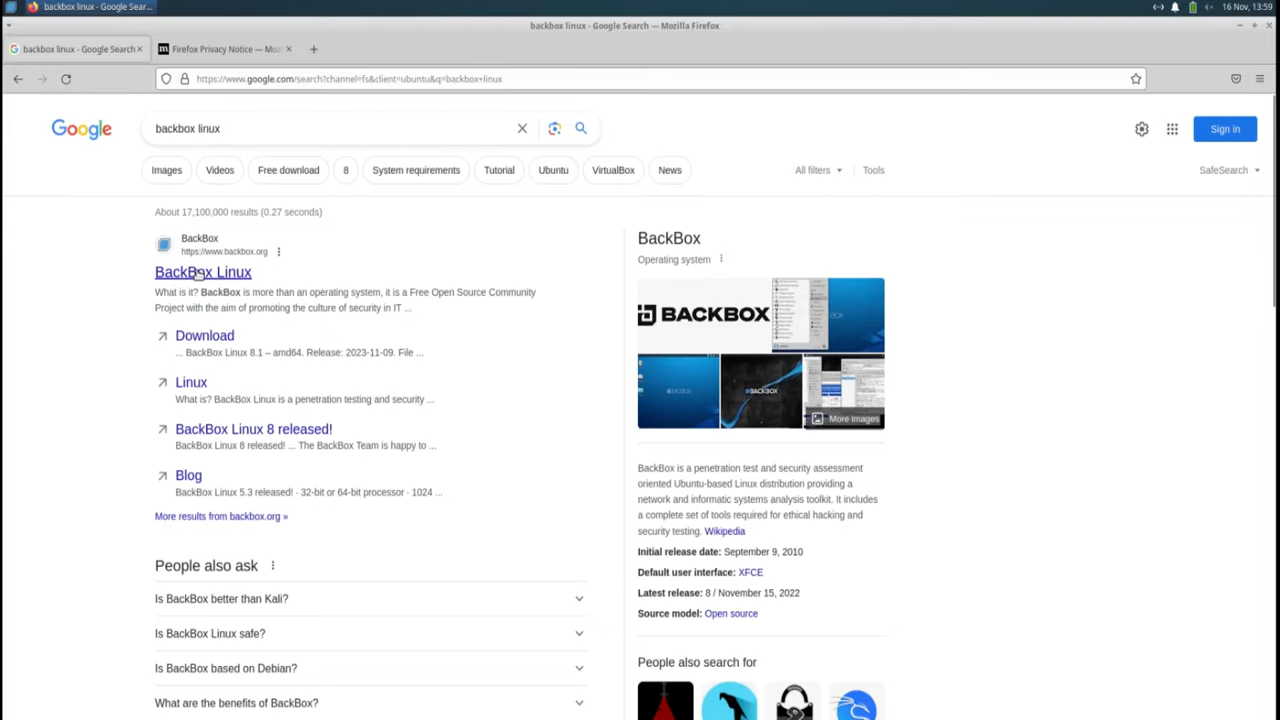 backbox linux - Google Sear...
16 Nov, 13:59
backbox linux - Google Search — Mozilla Firefox
backbox linux - Google Search
Firefox Privacy Notice — Moz
https://www.google.com/search?channel=fs&client=ubuntu&q=backbox+linux
Google
backbox linux
Sign in
Images
Videos
Free download
8
System requirements
Tutorial
Ubuntu
VirtualBox
News
All filters
Tools
SafeSearch
About 17,100,000 results (0.27 seconds)
BackBox
https://www.backbox.org
BackBox Linux
What is it? BackBox is more than an operating system, it is a Free Open Source Community
Project with the aim of promoting the culture of security in IT ...
Download
... BackBox Linux 8.1 – amd64. Release: 2023-11-09. File ...
Linux
What is? BackBox Linux is a penetration testing and security ...
BackBox Linux 8 released!
BackBox Linux 8 released! ... The BackBox Team is happy to ...
Blog
BackBox Linux 5.3 released! · 32-bit or 64-bit processor · 1024 ...
More results from backbox.org »
People also ask
Is BackBox better than Kali?
Is BackBox Linux safe?
Is BackBox based on Debian?
What are the benefits of BackBox?
BackBox
Operating system
BACKBOX
BACKBOX
More images
BackBox is a penetration test and security assessment
oriented Ubuntu-based Linux distribution providing a
network and informatic systems analysis toolkit. It includes
a complete set of tools required for ethical hacking and
security testing. Wikipedia
Initial release date: September 9, 2010
Default user interface: XFCE
Latest release: 8 / November 15, 2022
Source model: Open source
People also search for